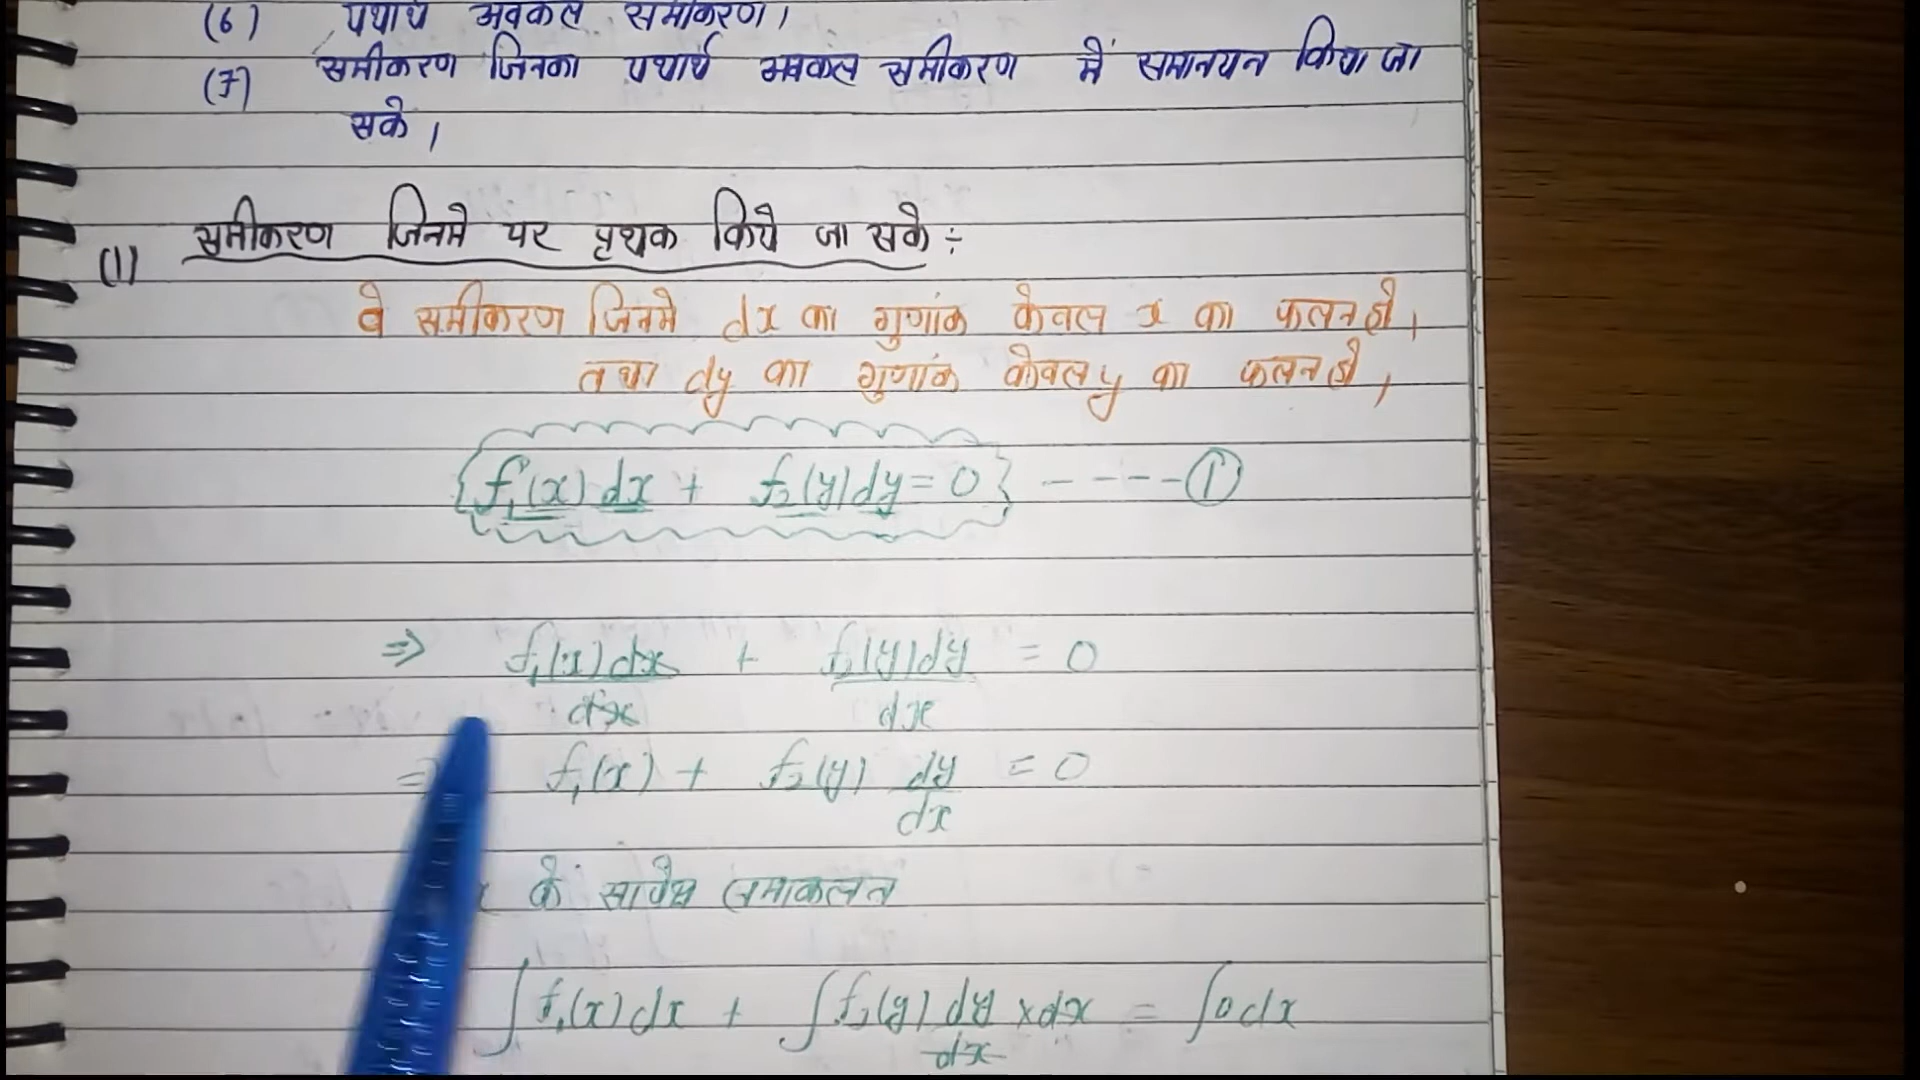 (6) यथार्थ अवकल समीकरण।
(7) समीकरण जिनका यथार्थ अवकल समीकरण में समानयन किया जा
सके।
(1) समीकरण जिनमे चर पृथक किये जा सके ÷
वे समीकरण जिनमे dx का गुणांक केवल x का फलन हो,
तथा dy का गुणांक केवल y का फलन हो,
{f₁(x) dx + f₂(y)dy = 0} ----①
⇒ f₁(x)dx/dx + f₂(y)dy/dx = 0
f₁(x) + f₂(y) dy/dx = 0
के सापेक्ष समाकलन
∫f₁(x)dx + ∫f₂(y) dy/dx × dx = ∫0 dx